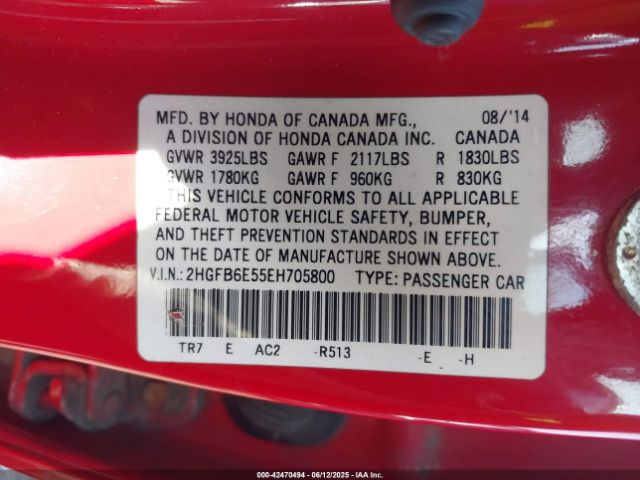 MFD. BY HONDA OF CANADA MFG., 08/'14
A DIVISION OF HONDA CANADA INC. CANADA
GVWR 3925LBS GAWR F 2117LBS R 1830LBS
GVWR 1780KG GAWR F 960KG R 830KG
THIS VEHICLE CONFORMS TO ALL APPLICABLE
FEDERAL MOTOR VEHICLE SAFETY, BUMPER,
AND THEFT PREVENTION STANDARDS IN EFFECT
ON THE DATE OF MANUFACTURE SHOWN ABOVE.
V.I.N.: 2HGFB6E55EH705800 TYPE: PASSENGER CAR
TR7 E AC2 -R513 -E -H
000-42470494 - 06/12/2025 - IAA Inc.